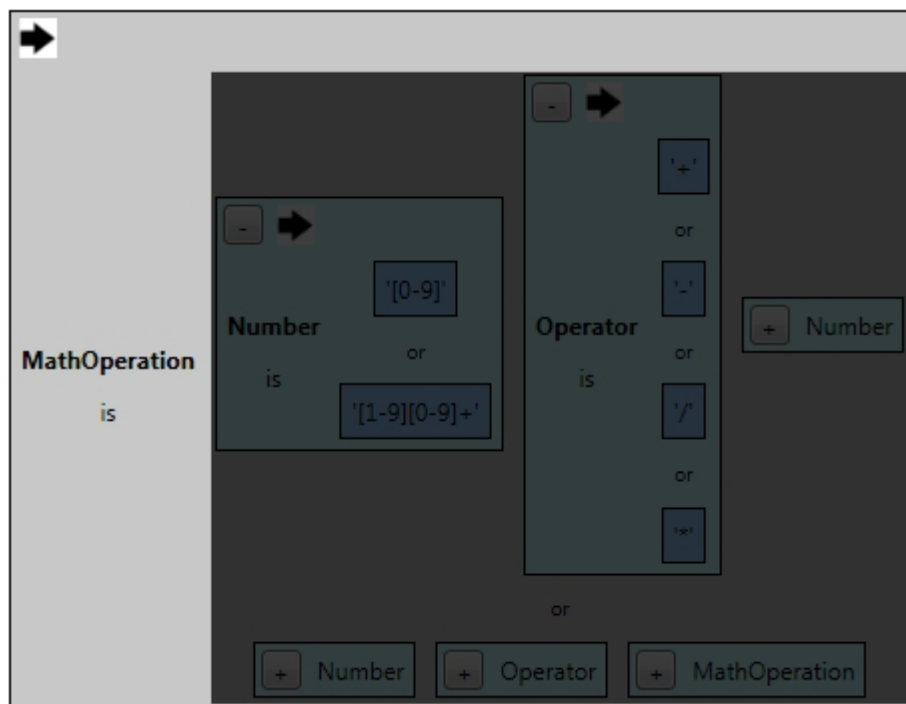 MathOperation
is
-
Number
is
'[0-9]'
or
'[1-9][0-9]+'
-
Operator
is
'+'
or
'-'
or
'/'
or
'*'
+ Number
or
+ Number + Operator + MathOperation